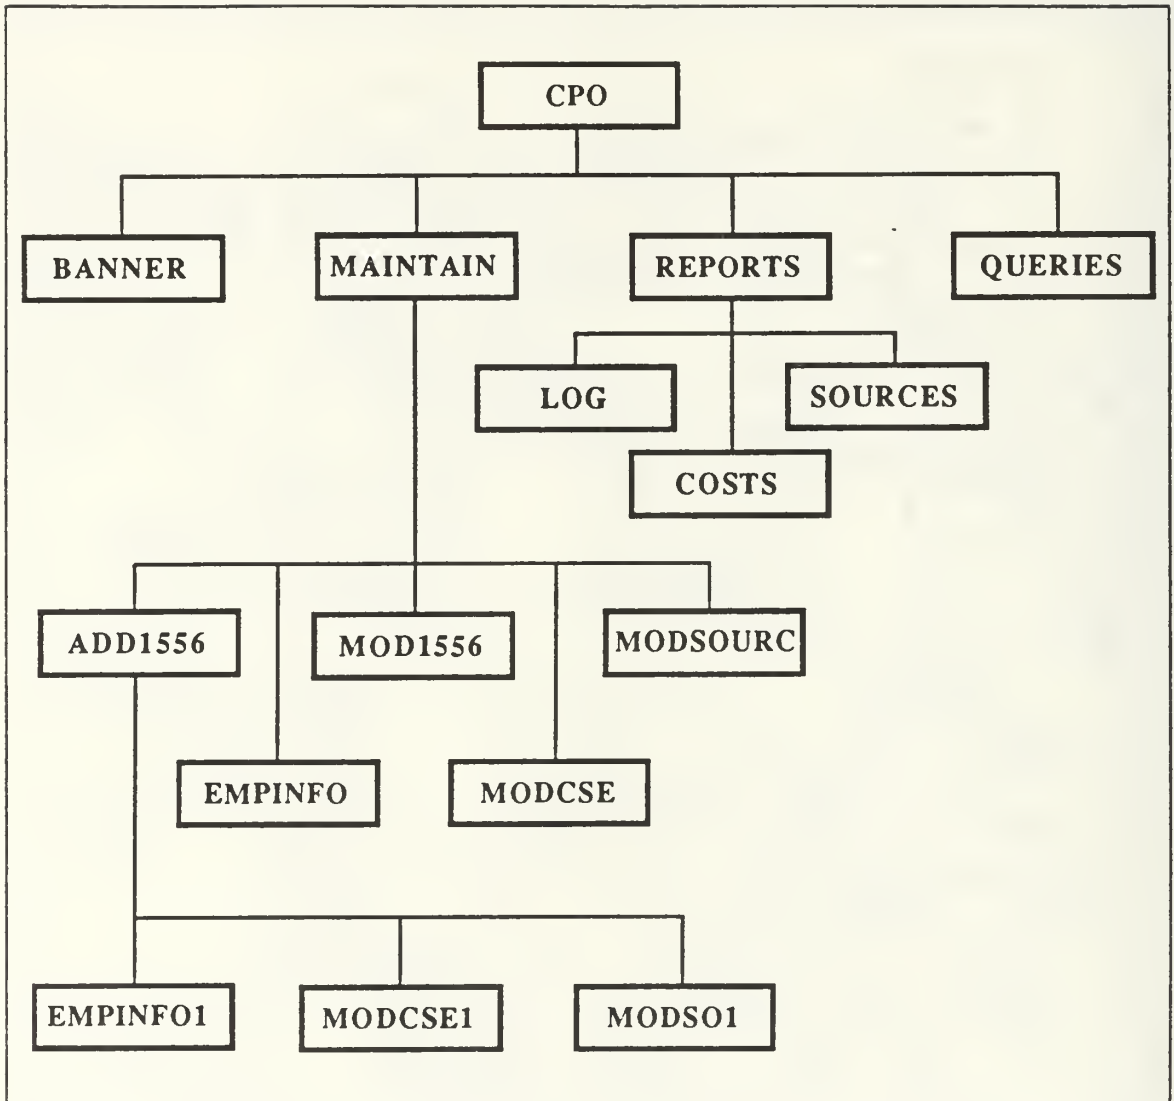 CPO
BANNER
MAINTAIN
REPORTS
QUERIES
LOG
SOURCES
COSTS
ADD1556
MOD1556
MODSOURC
EMPINFO
MODCSE
EMPINFO1
MODCSE1
MODSO1